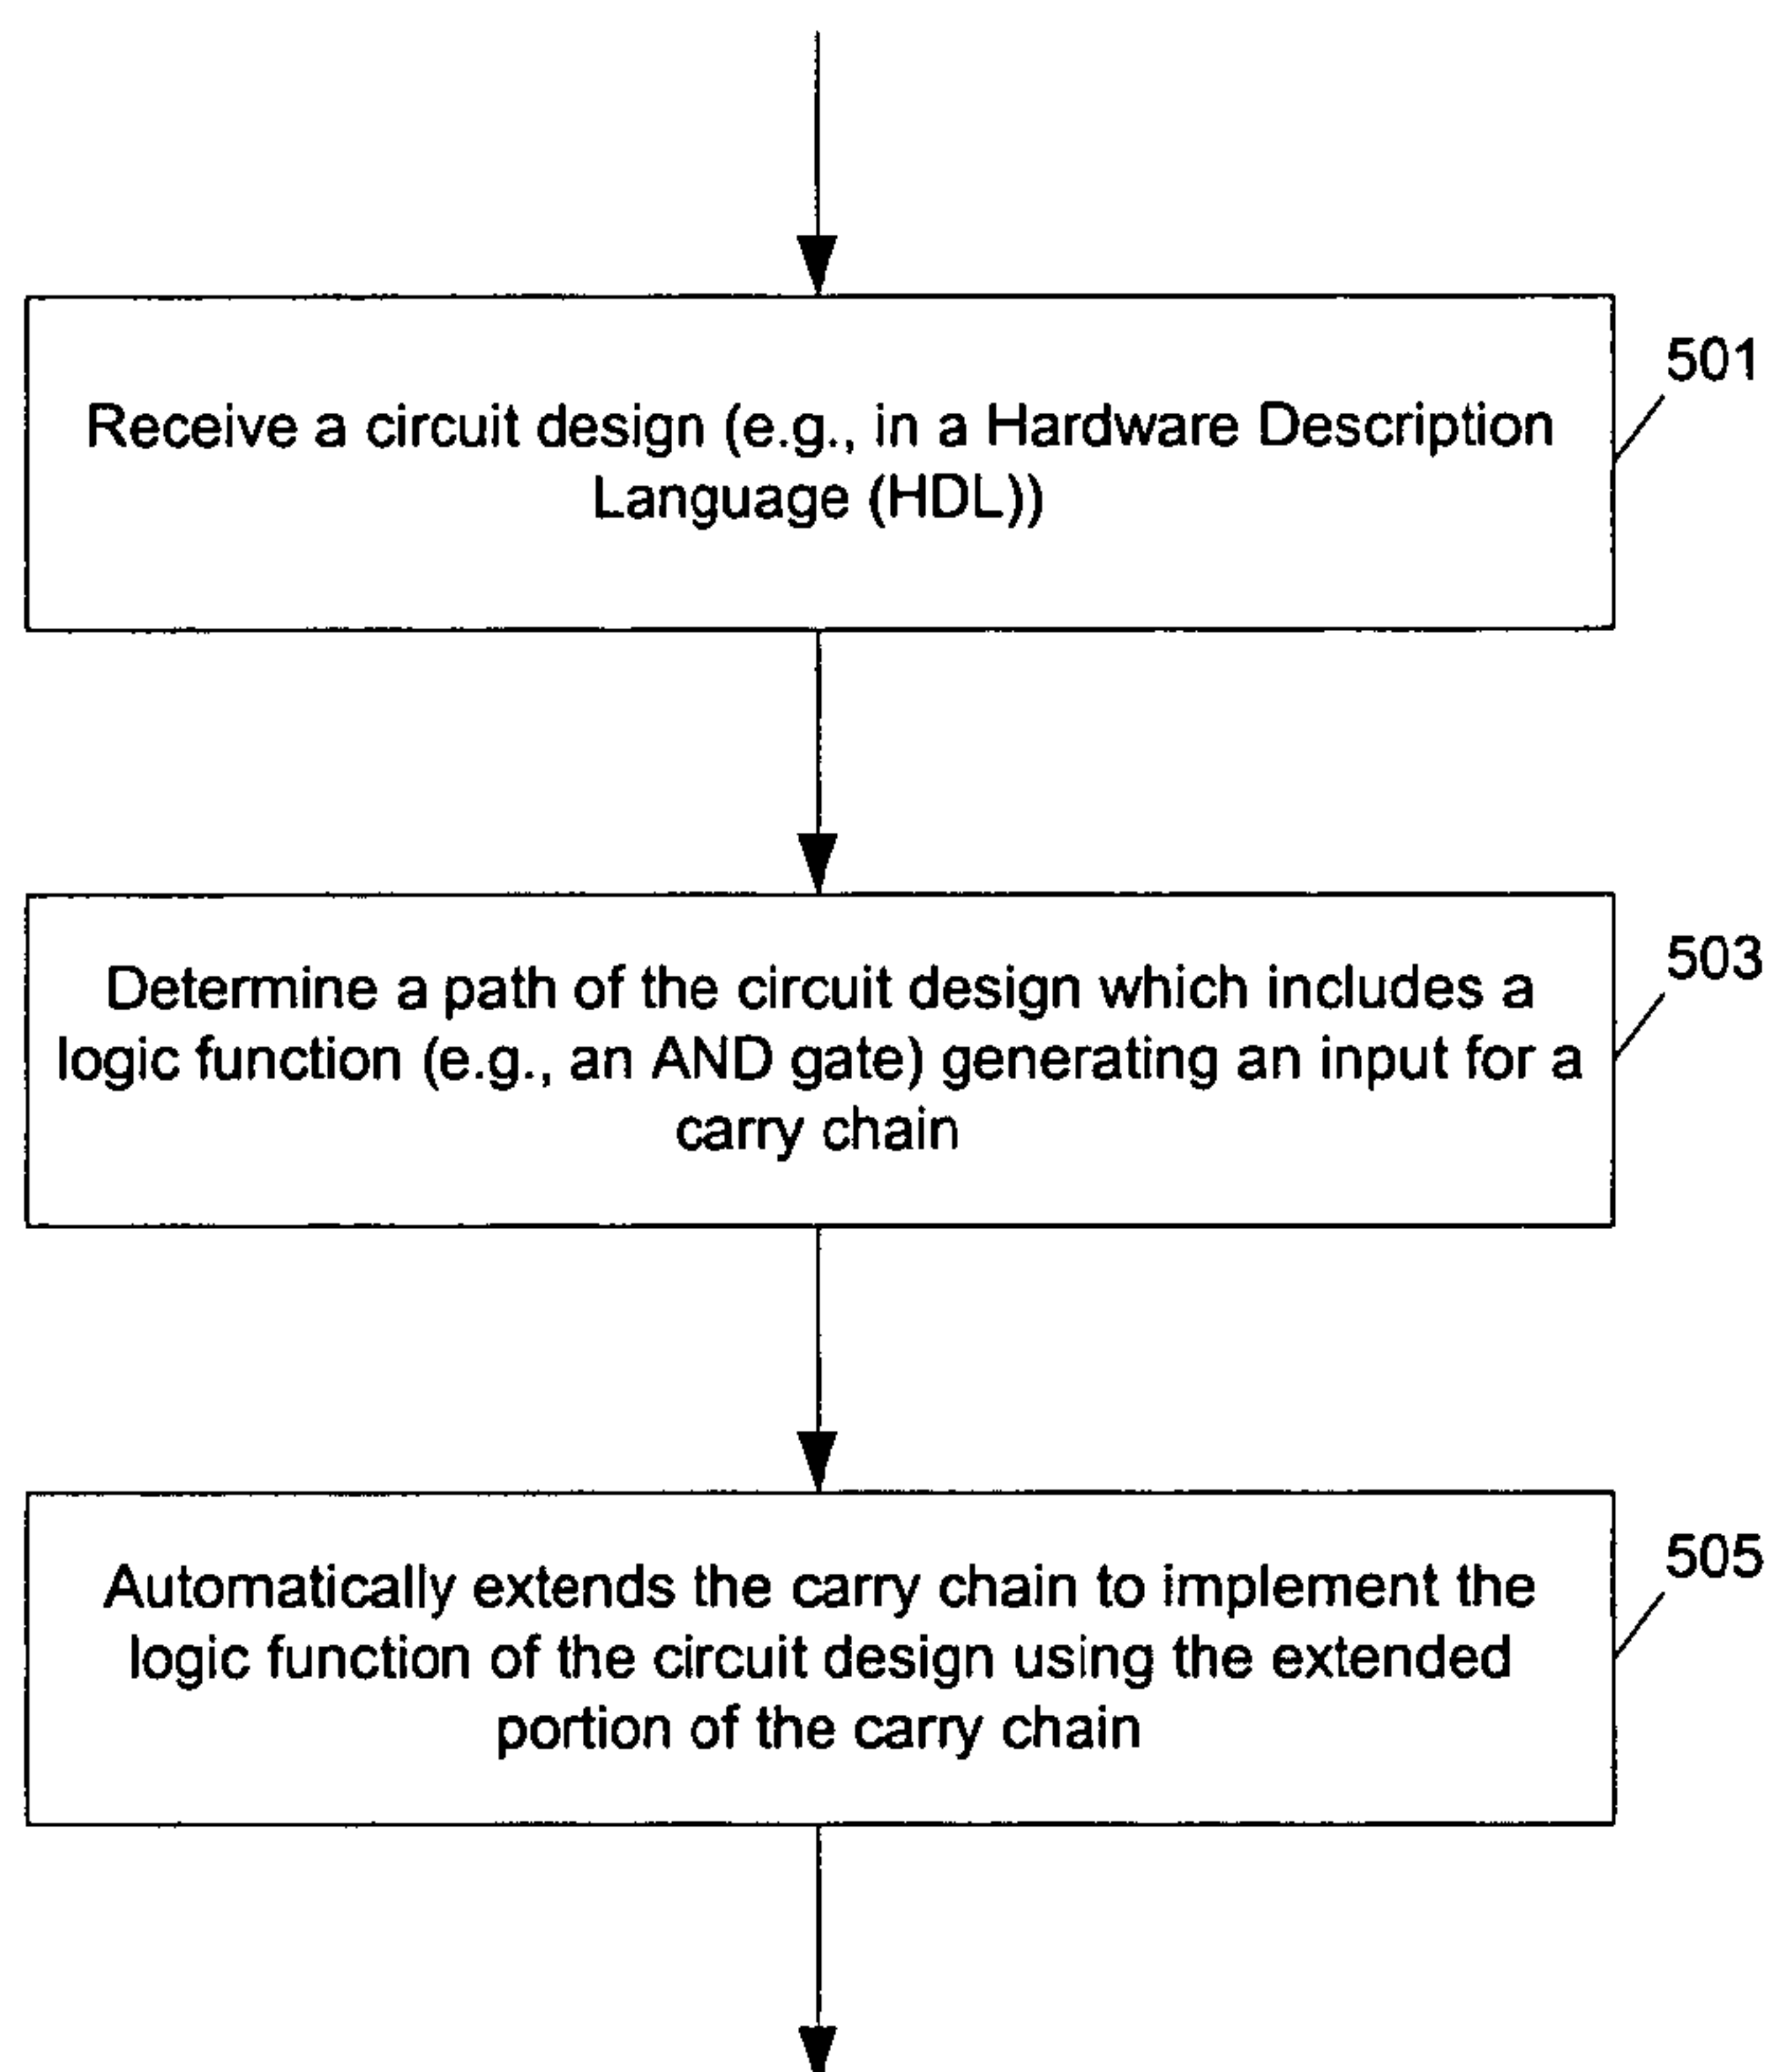 501
Receive a circuit design (e.g., in a Hardware Description
Language (HDL))
503
Determine a path of the circuit design which includes a
logic function (e.g., an AND gate) generating an input for a
carry chain
505
Automatically extends the carry chain to implement the
logic function of the circuit design using the extended
portion of the carry chain